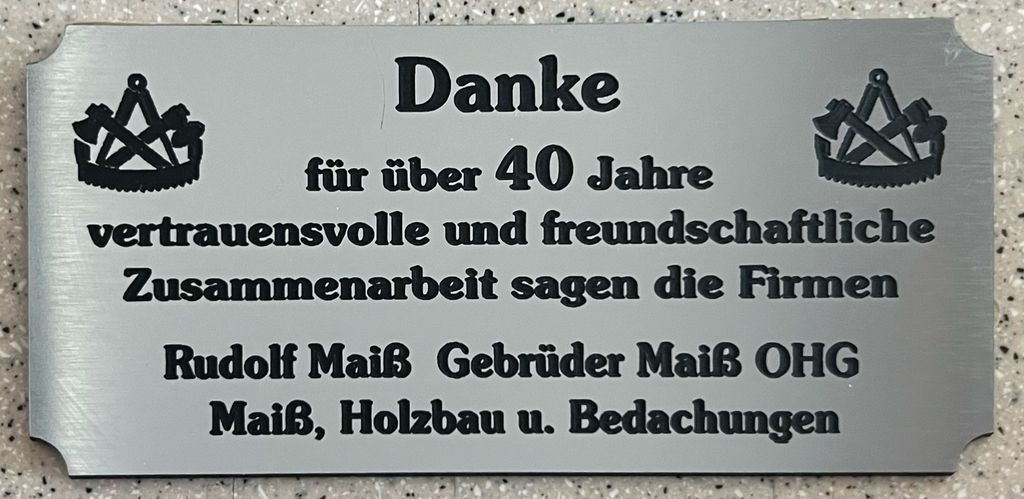 Danke
für über 40 Jahre
vertrauensvolle und freundschaftliche
Zusammenarbeit sagen die Firmen
Rudolf Maiß Gebrüder Maiß OHG
Maiß, Holzbau u. Bedachungen